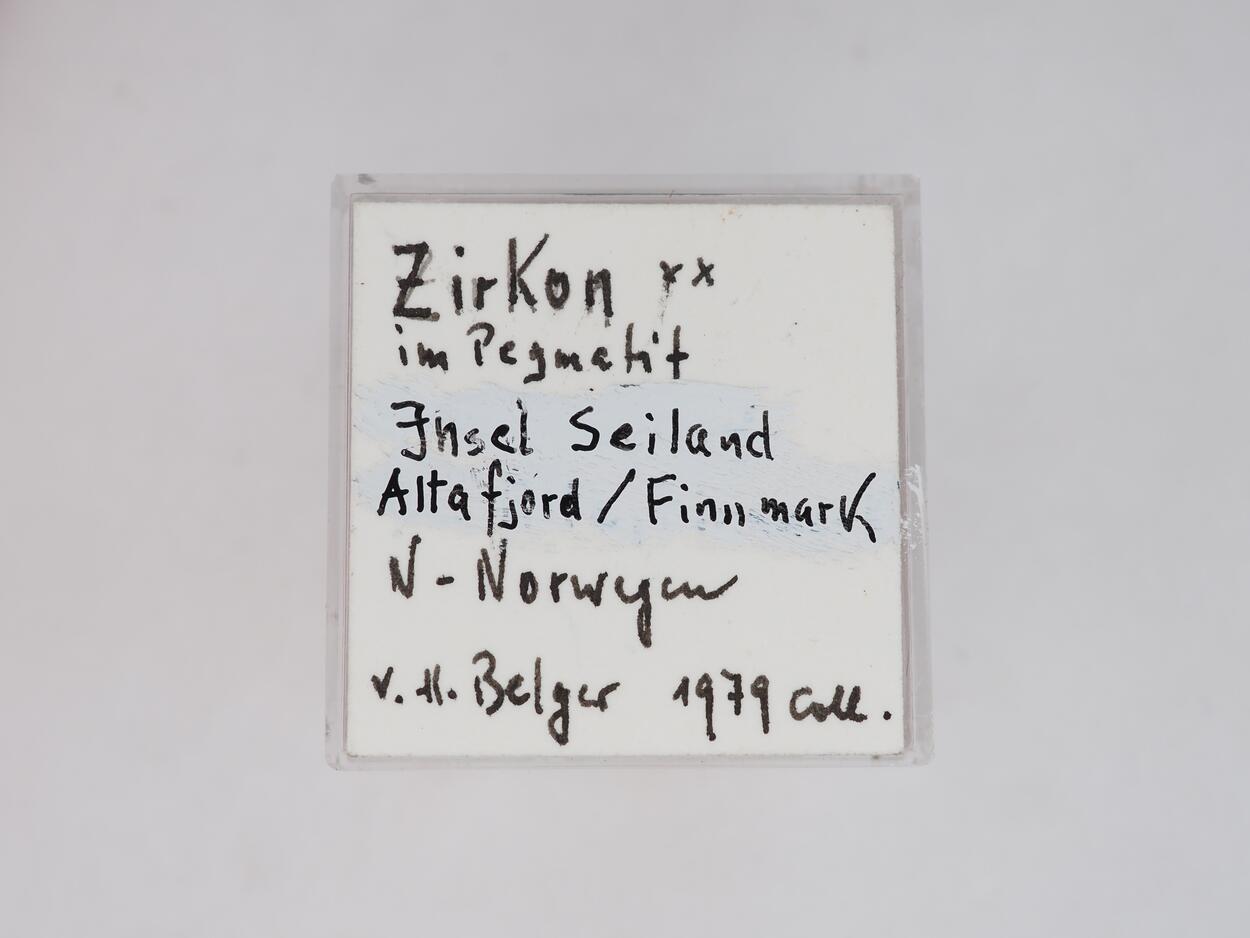 Zirkon xx
im Pegmatit
Insel Seiland
Altafjord / Finnmark
N-Norwegen
v. H. Belger 1979 coll.